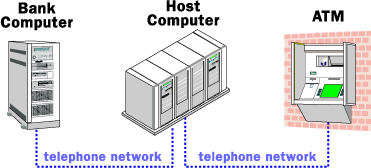 Bank
Computer
Host
Computer
ATM
telephone network
telephone network